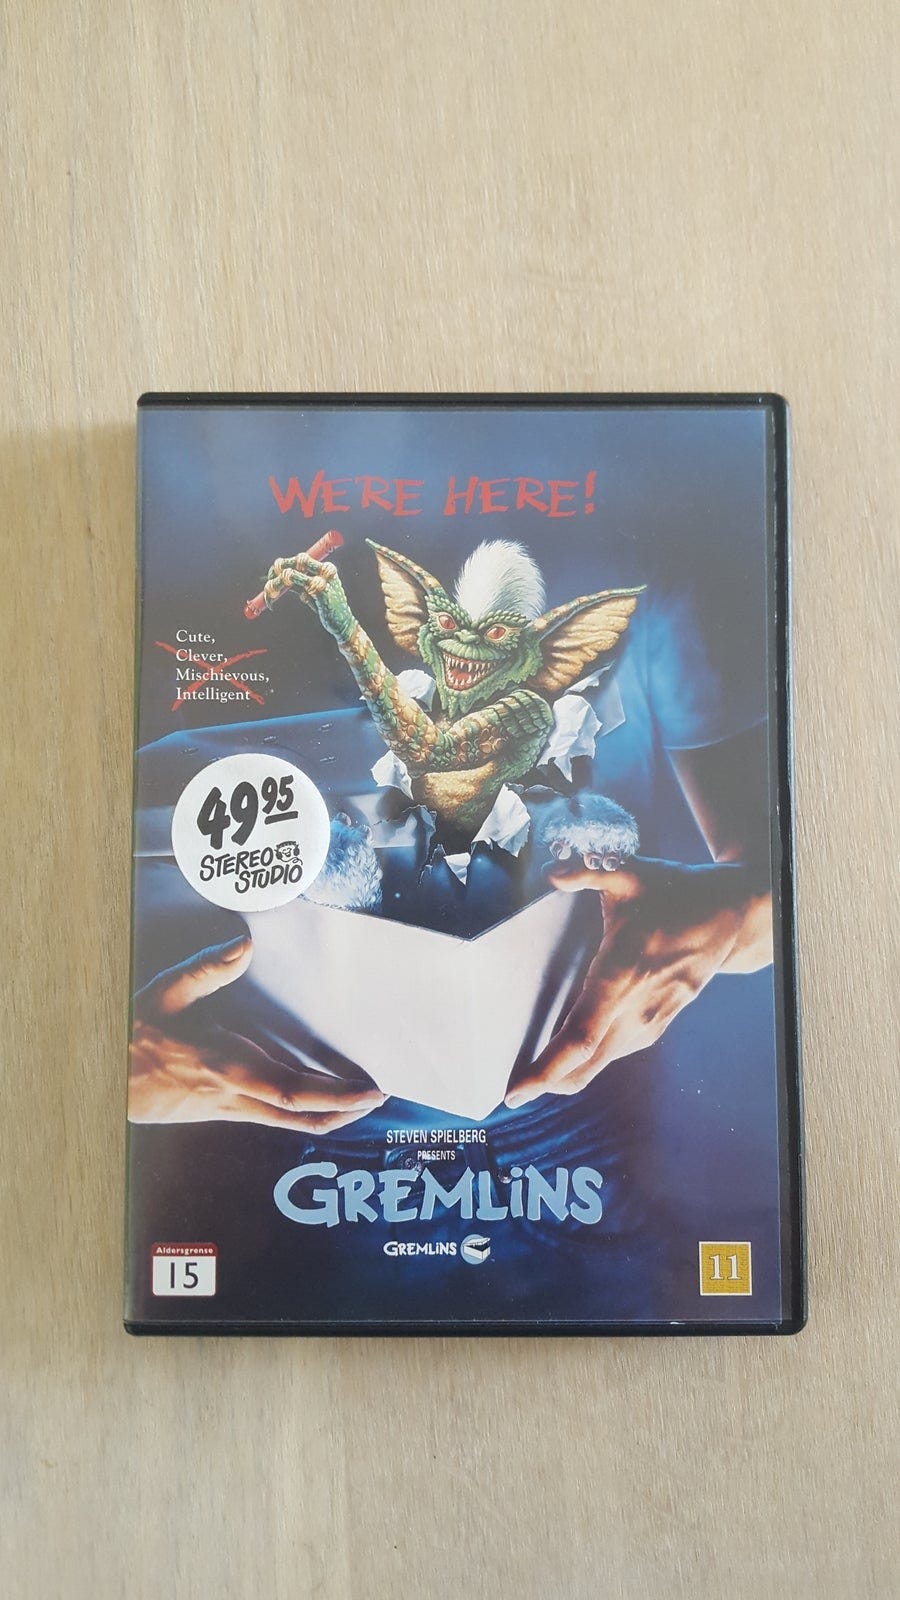 WE'RE HERE!
Cute,
Clever,
Mischievous,
Intelligent
49 95
STEREO
STUDIO
STEVEN SPIELBERG
PRESENTS
GREMLiNS
GREMLiNS
Aldersgrense
15
11